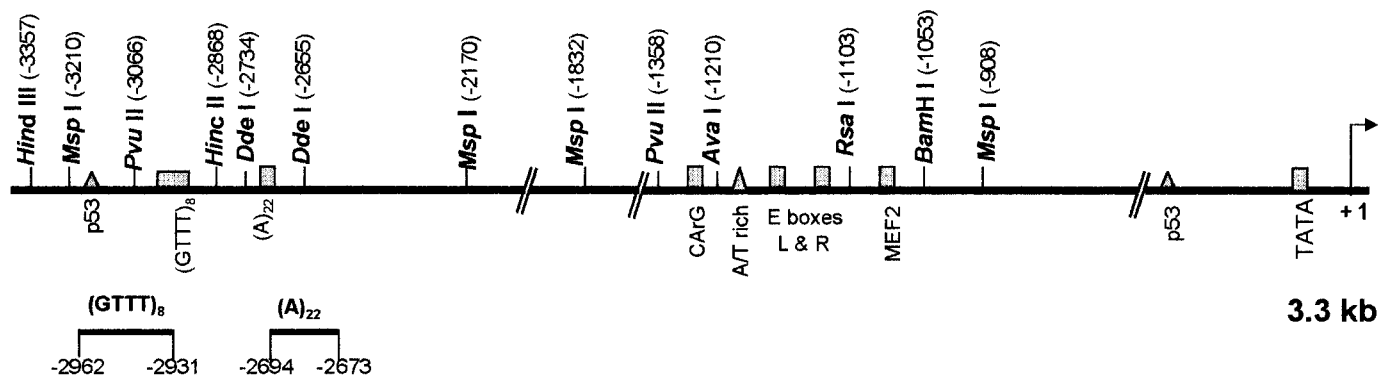 Hind III (-3357)
Msp I (-3210)
Pvu II (-3066)
Hinc II (-2868)
Dde I (-2734)
Dde I (-2655)
Msp I (-2170)
Msp I (-1832)
Pvu II (-1358)
Ava I (-1210)
Rsa I (-1103)
BamH I (-1053)
Msp I (-908)
p53
(GTTT)8
(A)22
CArG
A/T rich
E boxes
L & R
MEF2
p53
TATA
+ 1
(GTTT)8
(A)22
3.3 kb
-2962
-2931
-2694
-2673